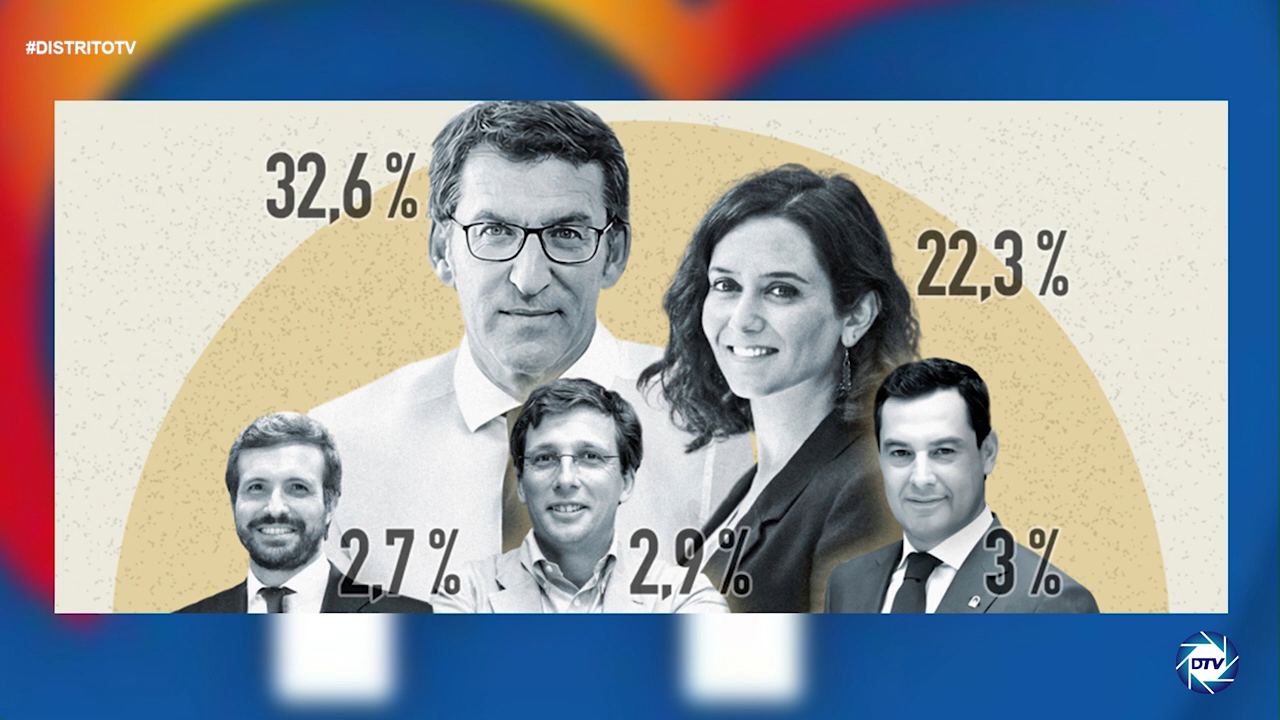 #DISTRITOTV
32,6 %
22,3 %
2,7 %
2,9 %
3 %
DTV